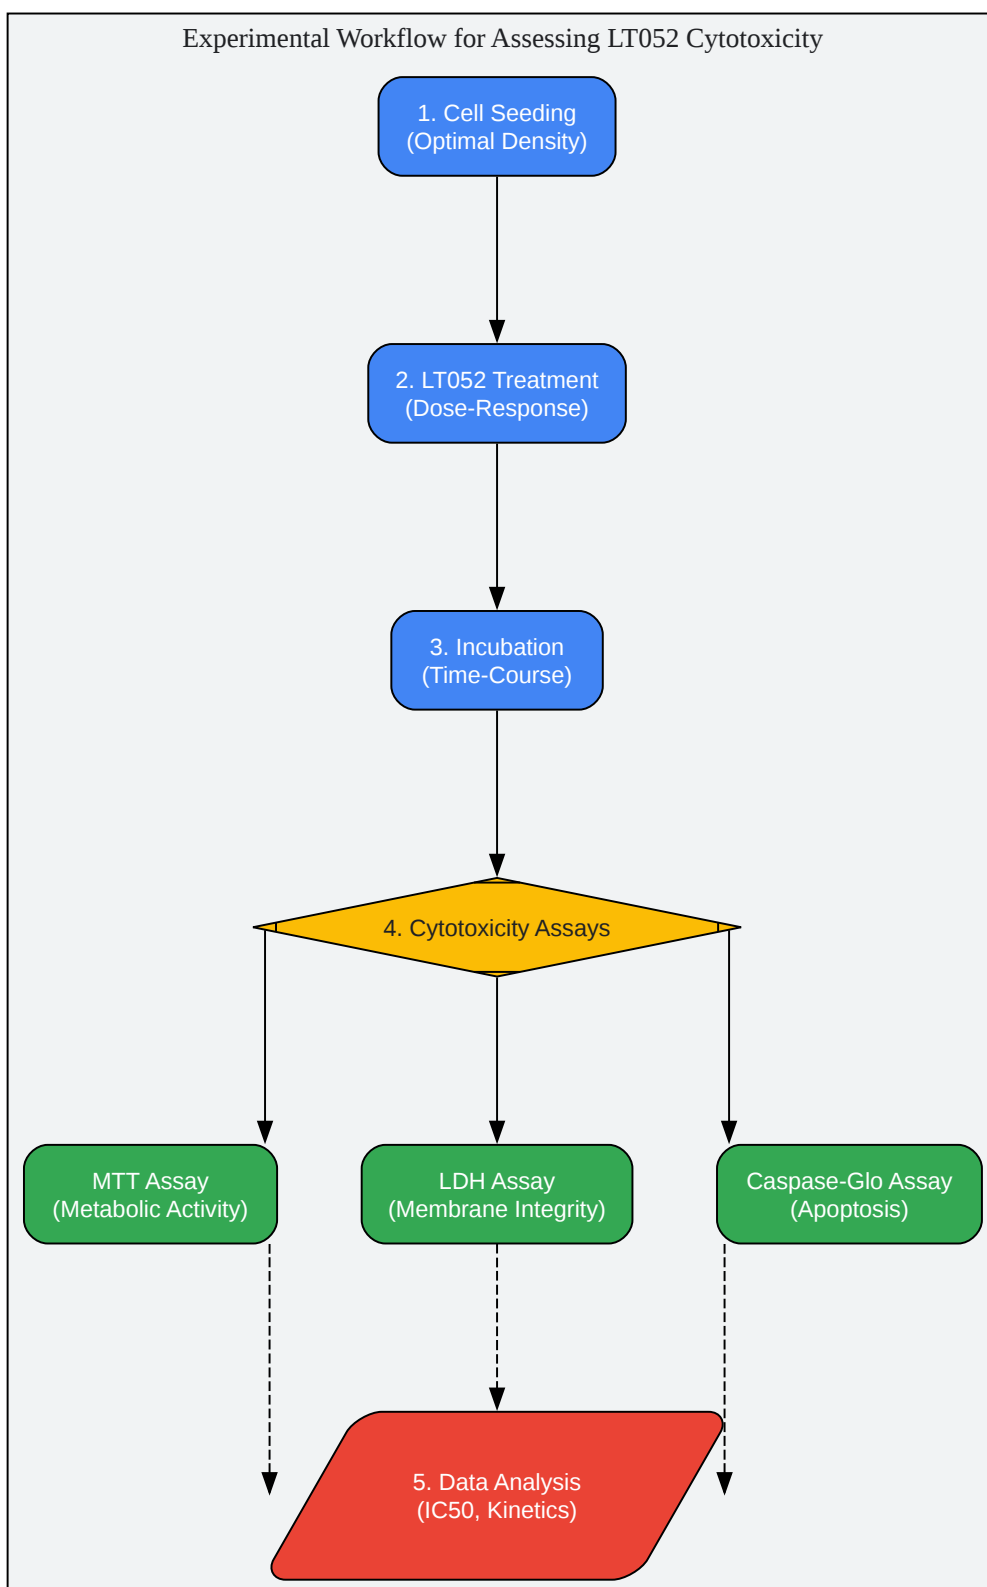 Experimental Workflow for Assessing LT052 Cytotoxicity
1. Cell Seeding
(Optimal Density)
2. LT052 Treatment
(Dose-Response)
3. Incubation
(Time-Course)
4. Cytotoxicity Assays
MTT Assay
(Metabolic Activity)
LDH Assay
(Membrane Integrity)
Caspase-Glo Assay
(Apoptosis)
5. Data Analysis
(IC50, Kinetics)